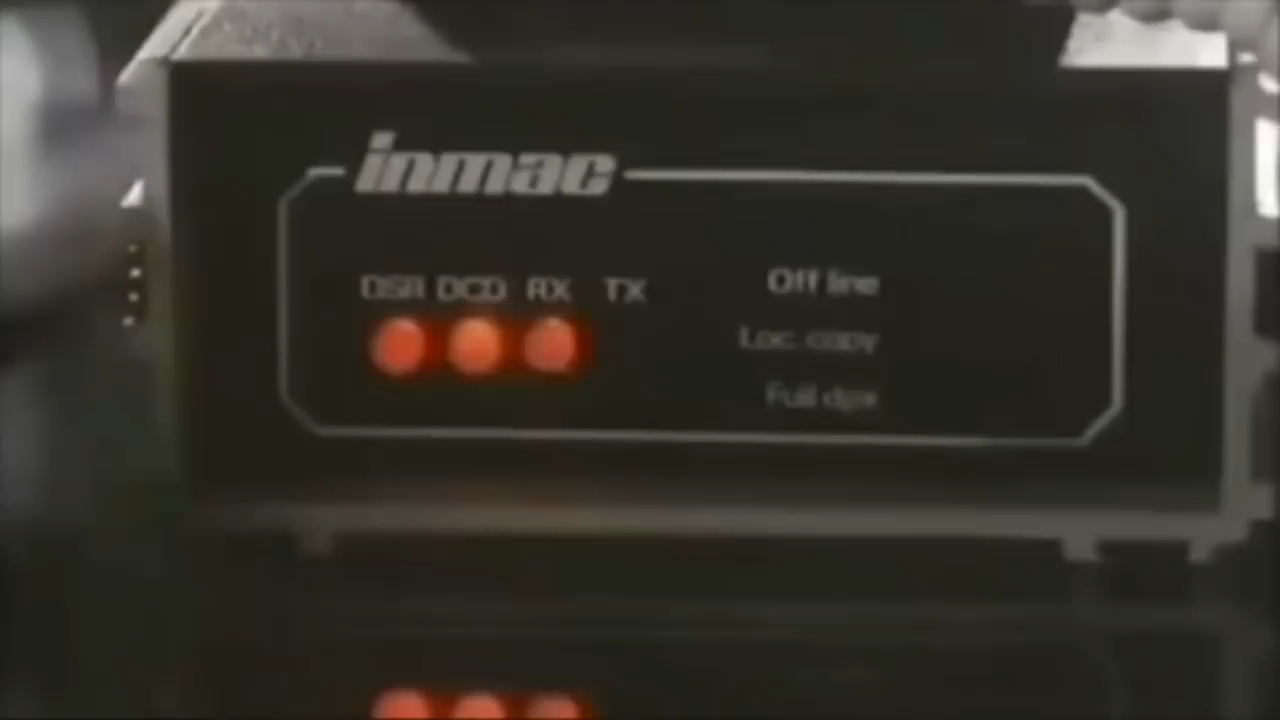 inmac
DSR DCD RX TX
Off line
Loc. copy
Full dpx